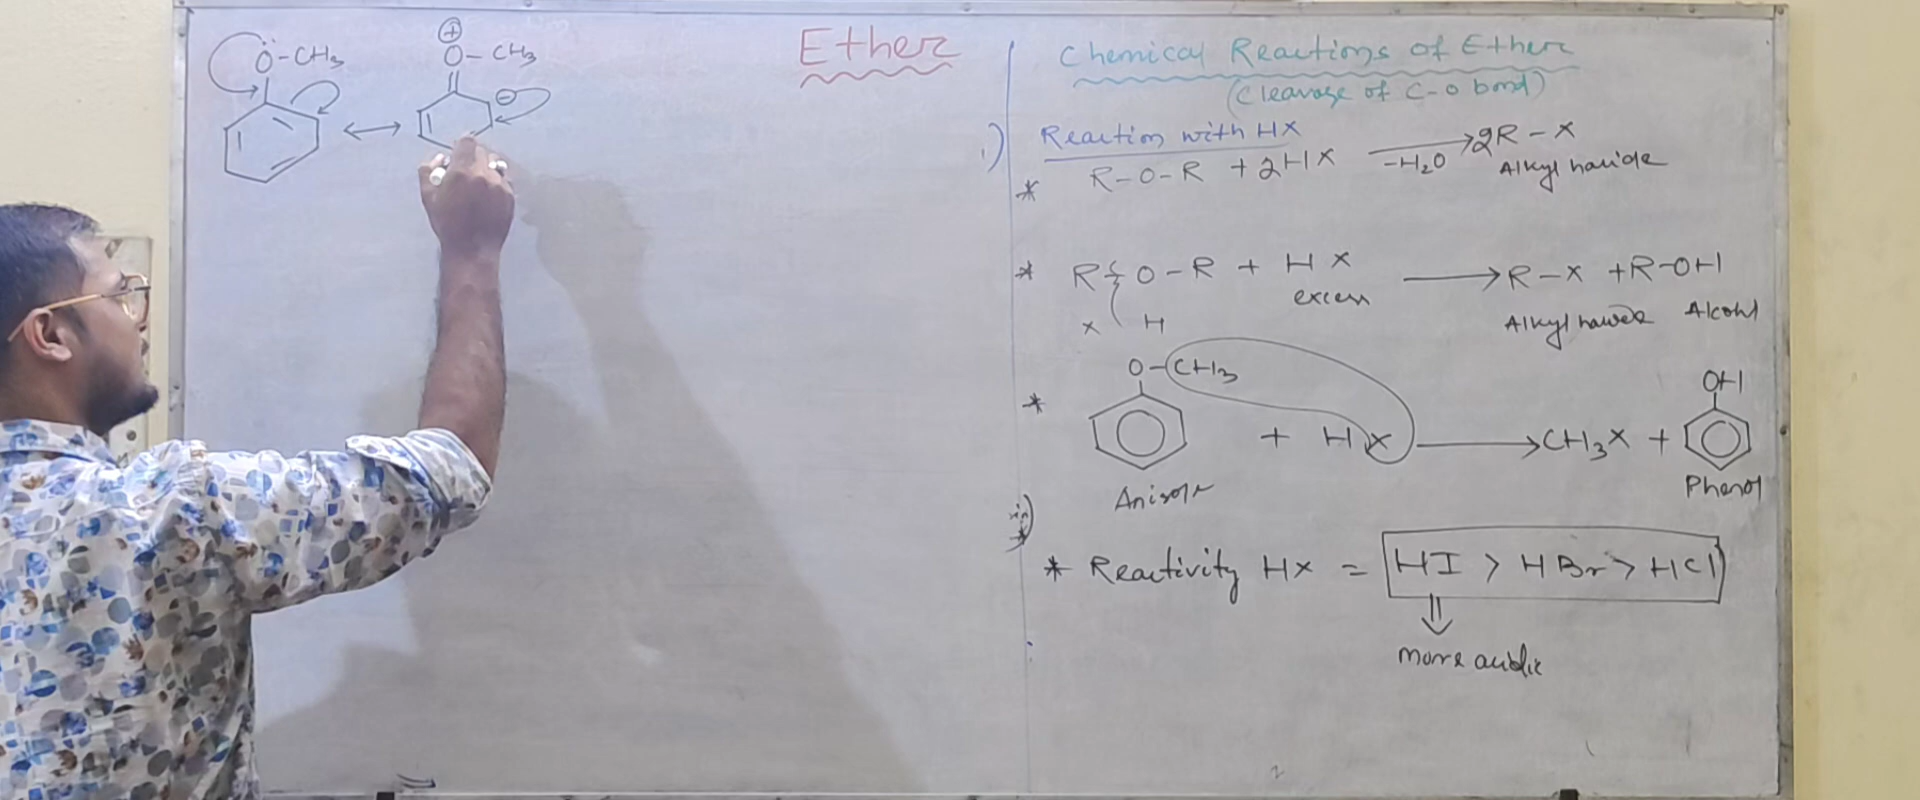 Ö-CH3
⊕
O-CH3
⊖
Ether
Chemical Reactions of Ether
(Cleavage of C-O bond)
1) Reaction with HX
* R-O-R + 2HX → 2R-X
-H2O
Alkyl halide
* R-O-R + HX → R-X + R-OH
excess
X H
Alkyl halide Alcohol
O-CH3
OH
* + HX → CH3X +
Anisole
Phenol
* Reactivity HX = HI > HBr > HCl
⇓
more acidic